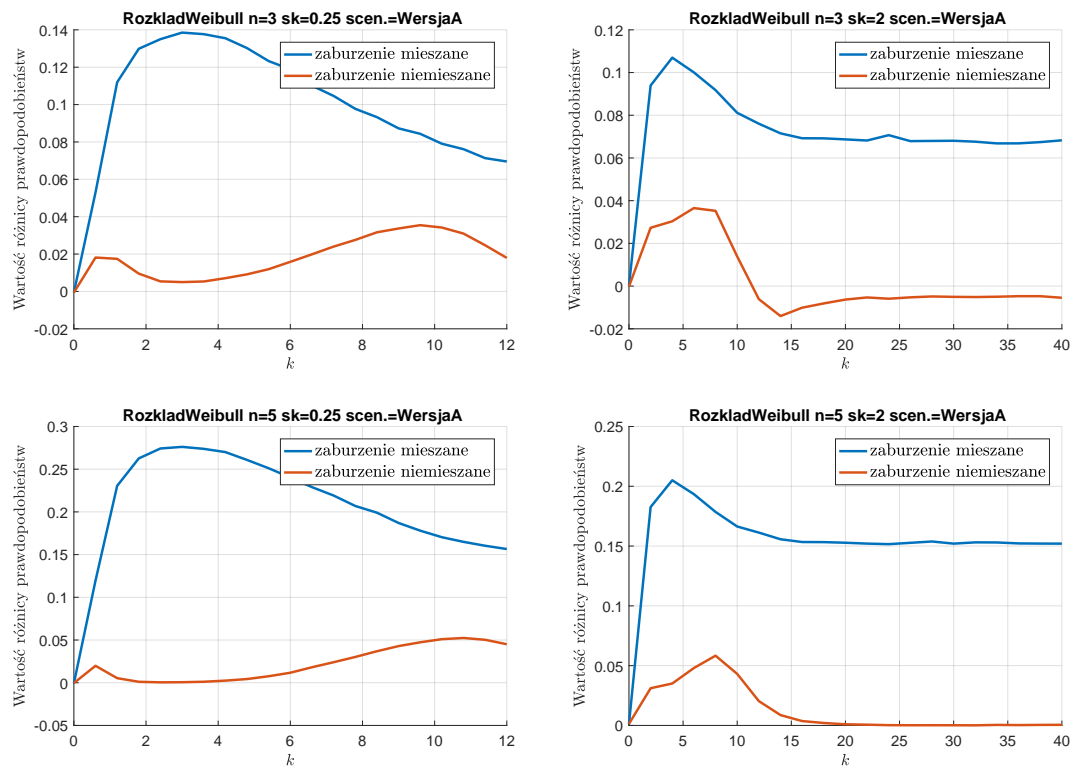 RozkladWeibull n=3 sk=0.25 scen.=WersjaA
0.14
0.12
0.1
0.08
0.06
0.04
0.02
0
-0.02
Wartość różnicy prawdopodobieństw
zaburzenie mieszane
zaburzenie niemieszane
0 2 4 6 8 10 12
k
RozkladWeibull n=3 sk=2 scen.=WersjaA
0.12
0.1
0.08
0.06
0.04
0.02
0
-0.02
Wartość różnicy prawdopodobieństw
zaburzenie mieszane
zaburzenie niemieszane
0 5 10 15 20 25 30 35 40
k
RozkladWeibull n=5 sk=0.25 scen.=WersjaA
0.3
0.25
0.2
0.15
0.1
0.05
0
-0.05
Wartość różnicy prawdopodobieństw
zaburzenie mieszane
zaburzenie niemieszane
0 2 4 6 8 10 12
k
RozkladWeibull n=5 sk=2 scen.=WersjaA
0.25
0.2
0.15
0.1
0.05
0
Wartość różnicy prawdopodobieństw
zaburzenie mieszane
zaburzenie niemieszane
0 5 10 15 20 25 30 35 40
k